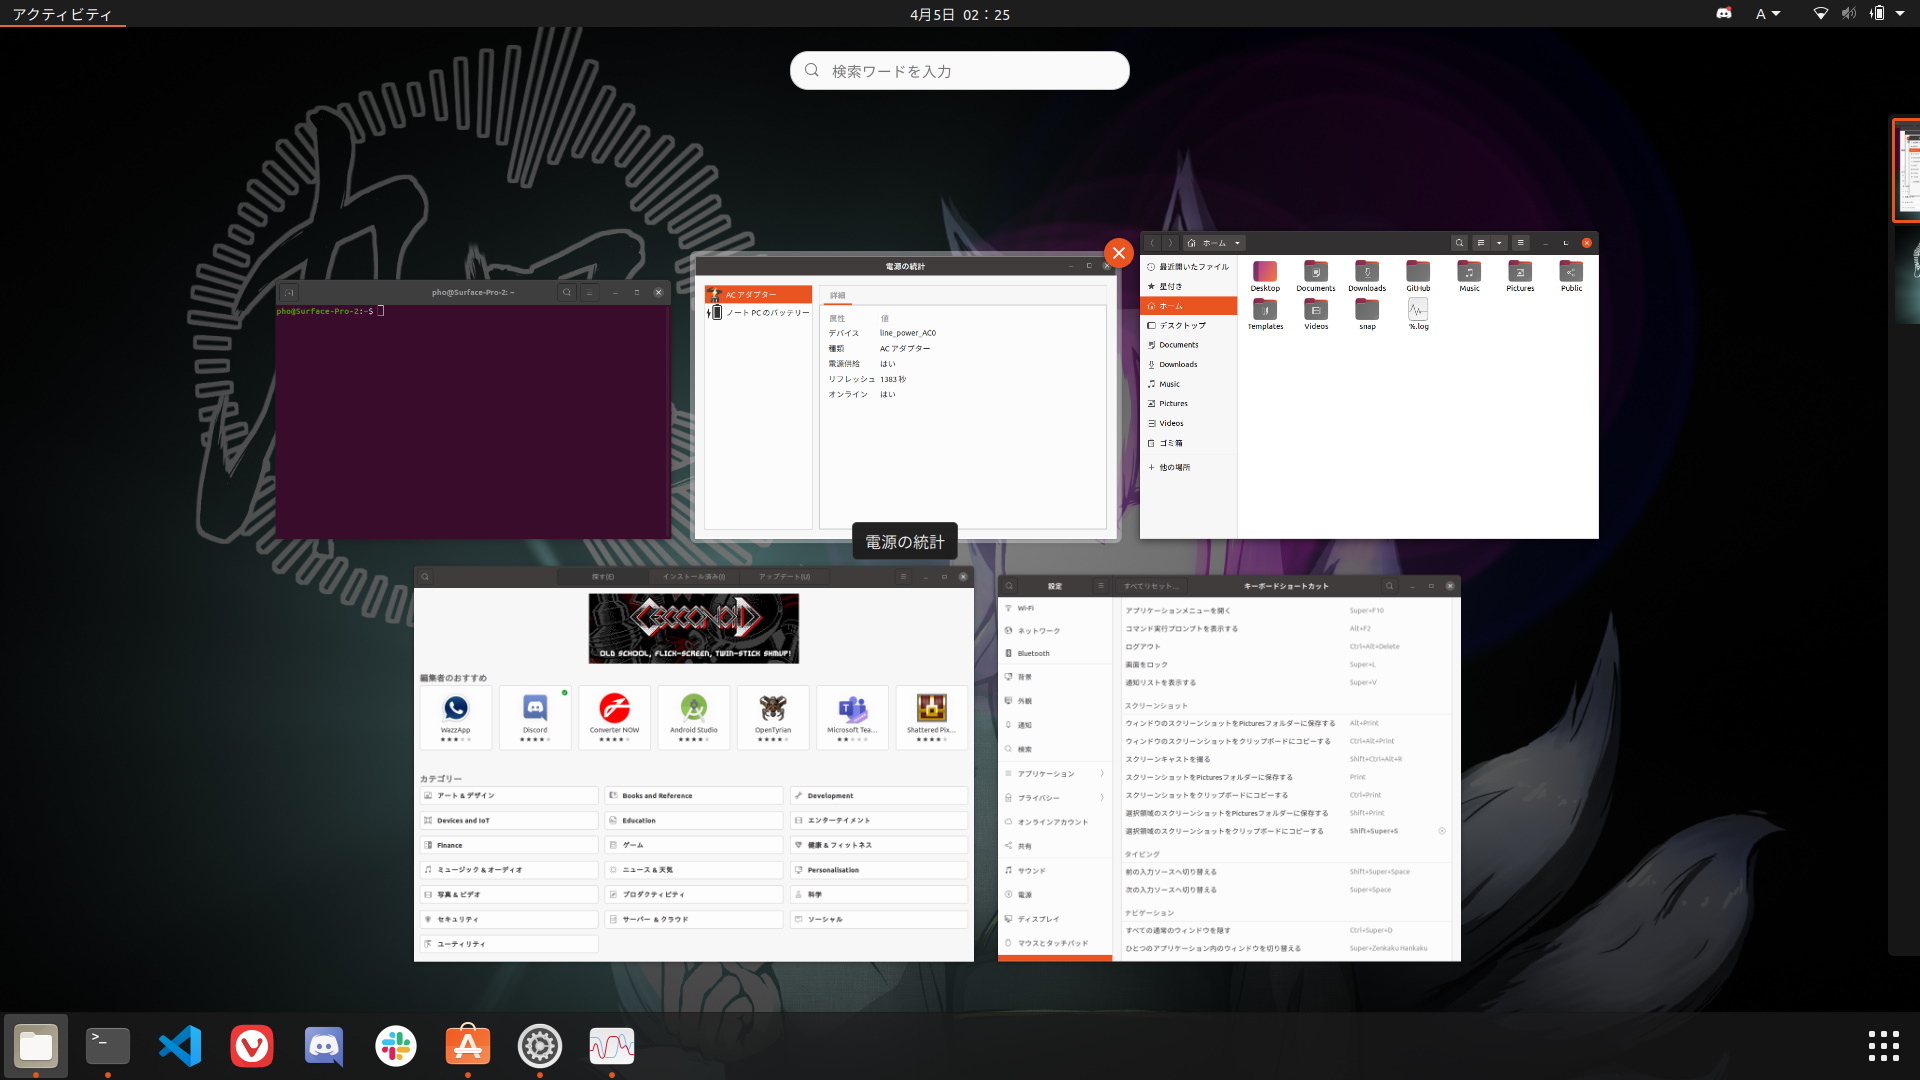 アクティビティ
4月5日 02:25
A
検索ワードを入力
pho@Surface-Pro-2: ~
pho@Surface-Pro-2:~$
電源の統計
AC アダプター
ノート PC のバッテリー
詳細
属性 値
デバイス line_power_AC0
種類 AC アダプター
電源供給 はい
リフレッシュ 1383 秒
オンライン はい
電源の統計
ホーム
最近開いたファイル
星付き
ホーム
デスクトップ
Documents
Downloads
Music
Pictures
Videos
ゴミ箱
+ 他の場所
Desktop Documents Downloads GitHub Music Pictures Public
Templates Videos snap %.log
探す(E) インストール済み(I) アップデート(U)
TESSERONOID
OLD SCHOOL, FLICK-SCREEN, TWIN-STICK SHMUP!
編集者のおすすめ
WazzApp Discord Converter NOW Android Studio OpenTyrian Microsoft Tea... Shattered Pix...
カテゴリー
アート & デザイン Books and Reference Development
Devices and IoT Education エンターテイメント
Finance ゲーム 健康 & フィットネス
ミュージック & オーディオ ニュース & 天気 Personalisation
写真 & ビデオ プロダクティビティ 科学
セキュリティ サーバー & クラウド ソーシャル
ユーティリティ
設定 すべてリセット... キーボードショートカット
Wi-Fi
ネットワーク
Bluetooth
背景
外観
通知
検索
アプリケーション
プライバシー
オンラインアカウント
共有
サウンド
電源
ディスプレイ
マウスとタッチパッド
アプリケーションメニューを開く Super+F10
コマンド実行プロンプトを表示する Alt+F2
ログアウト Ctrl+Alt+Delete
画面をロック Super+L
通知リストを表示する Super+V
スクリーンショット
ウィンドウのスクリーンショットをPicturesフォルダーに保存する Alt+Print
ウィンドウのスクリーンショットをクリップボードにコピーする Ctrl+Alt+Print
スクリーンキャストを撮る Shift+Ctrl+Alt+R
スクリーンショットをPicturesフォルダーに保存する Print
スクリーンショットをクリップボードにコピーする Ctrl+Print
選択領域のスクリーンショットをPicturesフォルダーに保存する Shift+Print
選択領域のスクリーンショットをクリップボードにコピーする Shift+Super+S
タイピング
前の入力ソースへ切り替える Shift+Super+Space
次の入力ソースへ切り替える Super+Space
ナビゲーション
すべての通常のウィンドウを隠す Ctrl+Super+D
ひとつのアプリケーション内のウィンドウを切り替える Super+Zenkaku Hankaku